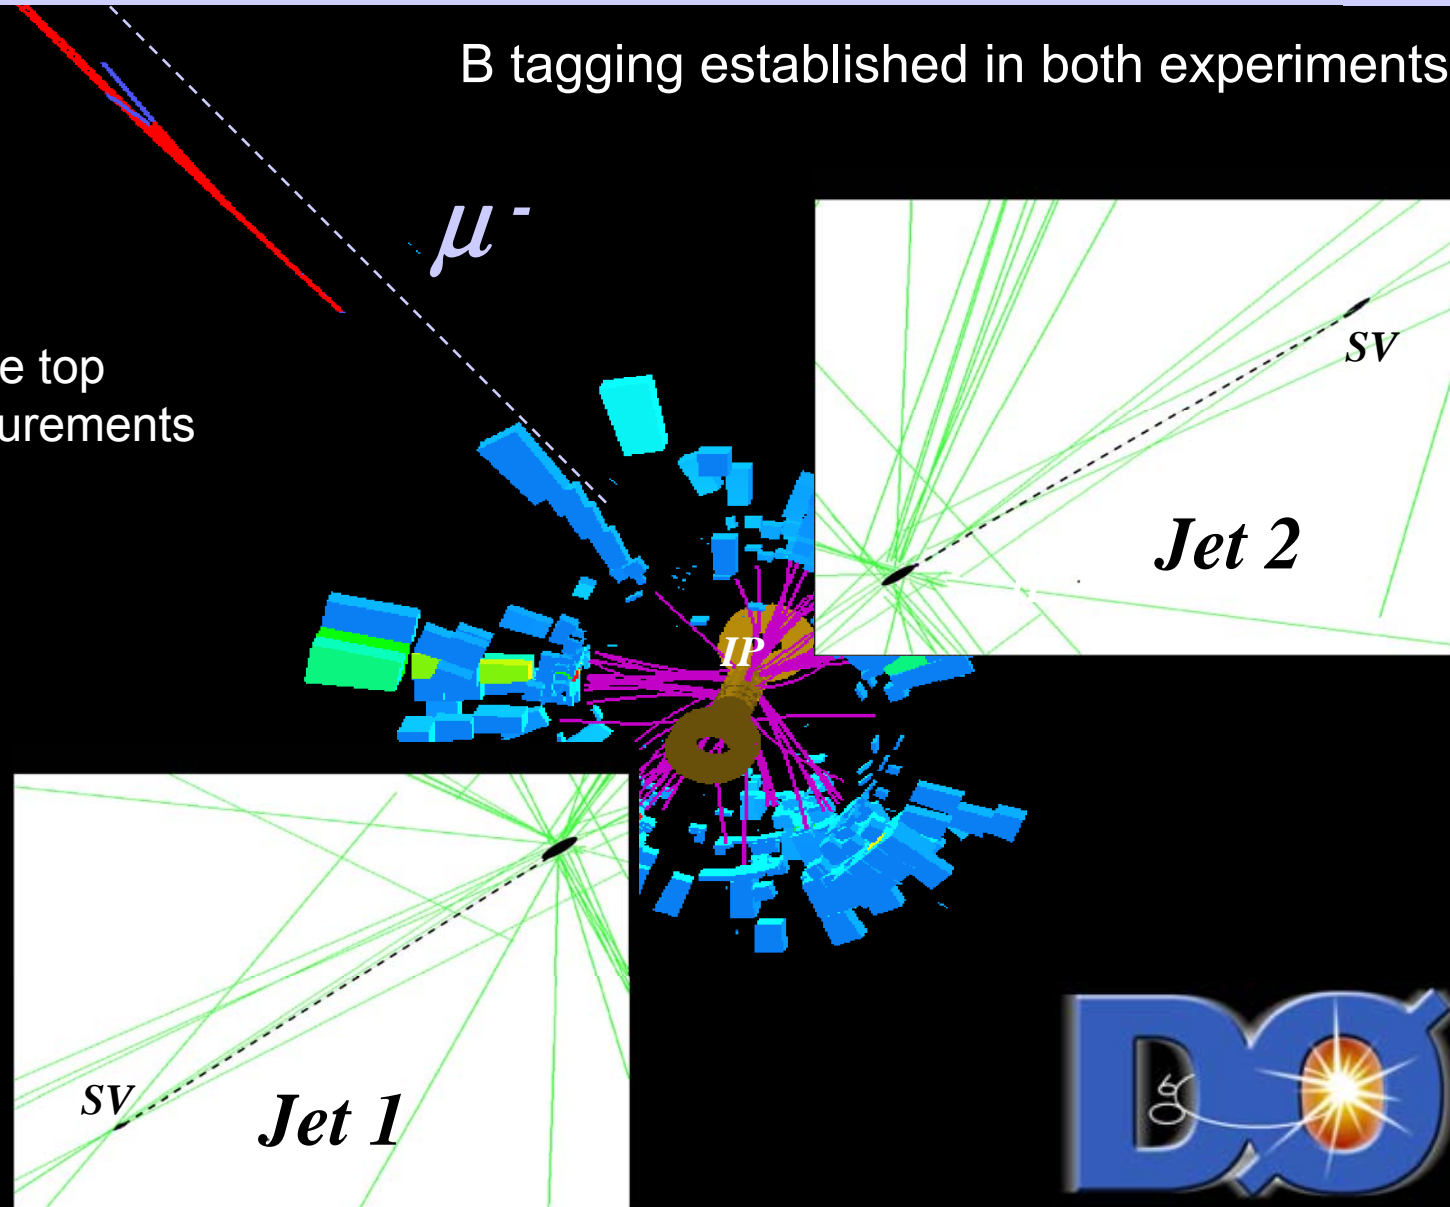 B tagging established in both experiments
μ⁻
e top
urements
SV
Jet 2
IP
SV
Jet 1
DØ